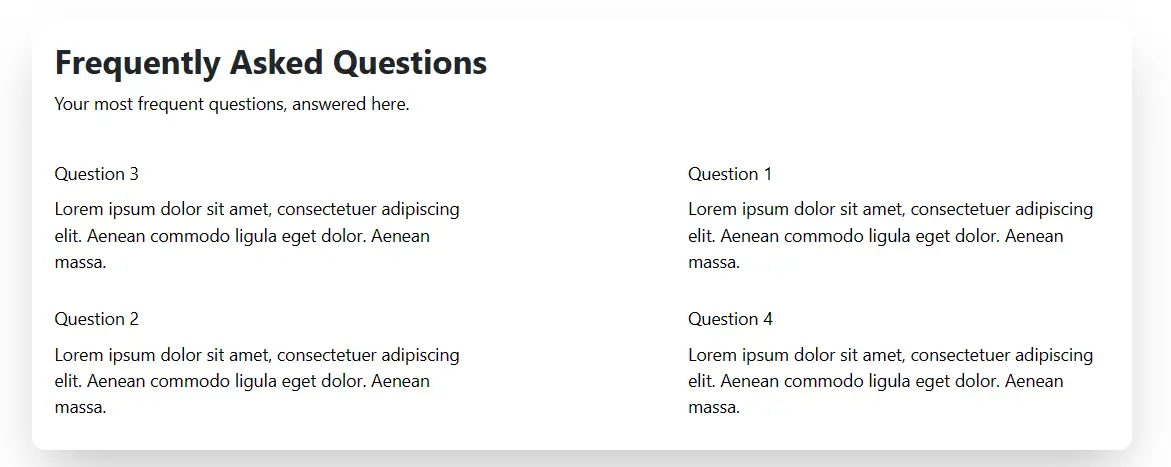 Frequently Asked Questions
Your most frequent questions, answered here.
Question 3
Lorem ipsum dolor sit amet, consectetuer adipiscing
elit. Aenean commodo ligula eget dolor. Aenean
massa.
Question 1
Lorem ipsum dolor sit amet, consectetuer adipiscing
elit. Aenean commodo ligula eget dolor. Aenean
massa.
Question 2
Lorem ipsum dolor sit amet, consectetuer adipiscing
elit. Aenean commodo ligula eget dolor. Aenean
massa.
Question 4
Lorem ipsum dolor sit amet, consectetuer adipiscing
elit. Aenean commodo ligula eget dolor. Aenean
massa.